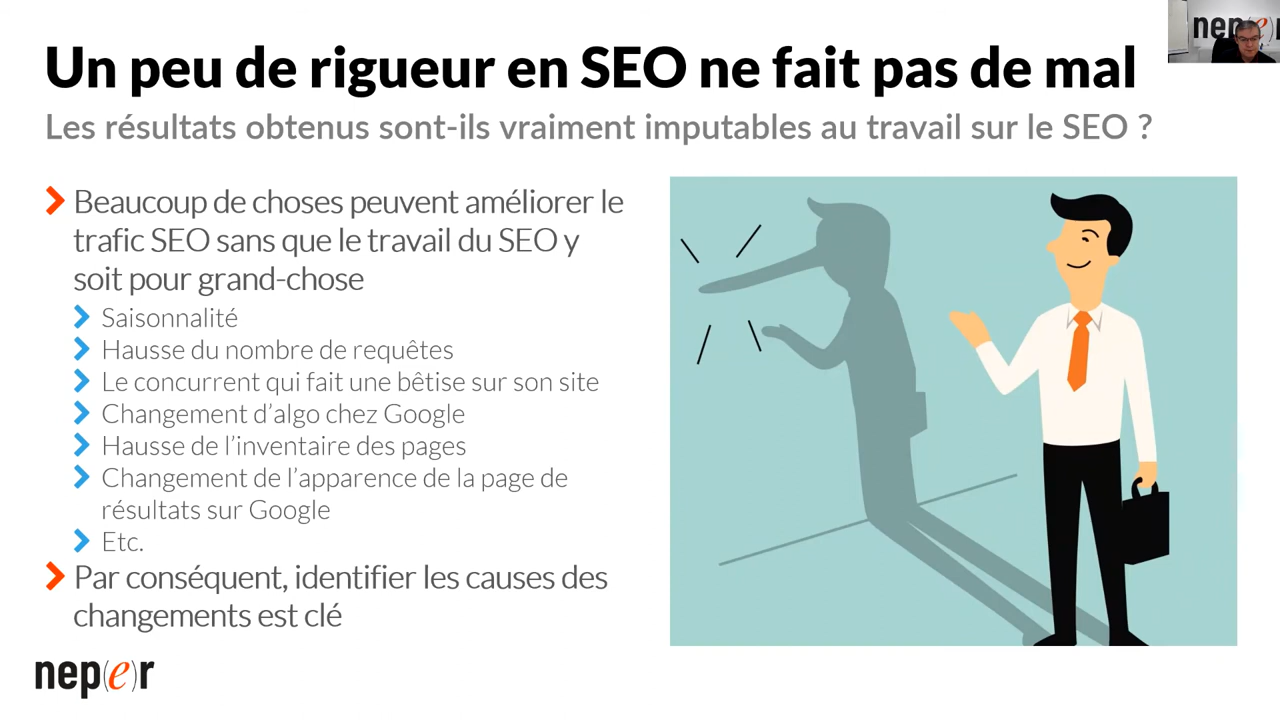 Un peu de rigueur en SEO ne fait pas de mal
Les résultats obtenus sont-ils vraiment imputables au travail sur le SEO ?
Beaucoup de choses peuvent améliorer le
trafic SEO sans que le travail du SEO y
soit pour grand-chose
Saisonnalité
Hausse du nombre de requêtes
Le concurrent qui fait une bêtise sur son site
Changement d’algo chez Google
Hausse de l’inventaire des pages
Changement de l’apparence de la page de
résultats sur Google
Etc.
Par conséquent, identifier les causes des
changements est clé
nep(e)r
nep(e)r